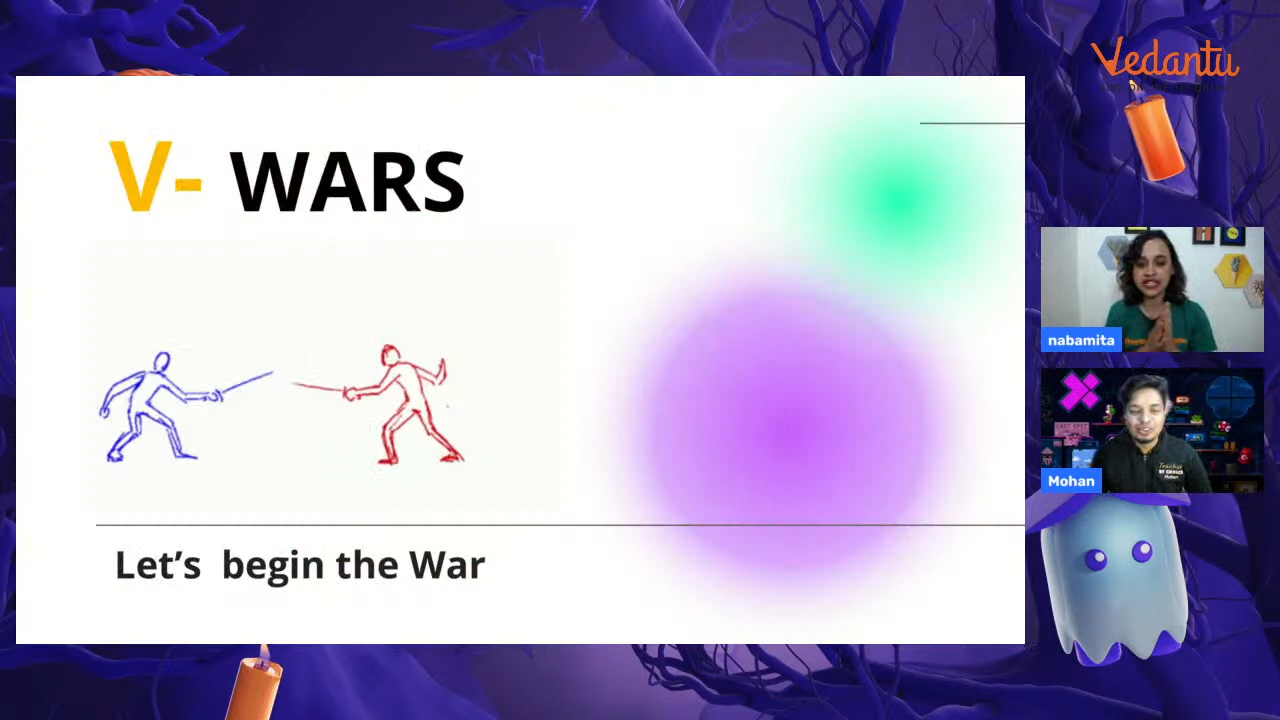 Vedantu
V- WARS
nabamita
Mohan
Let's begin the War